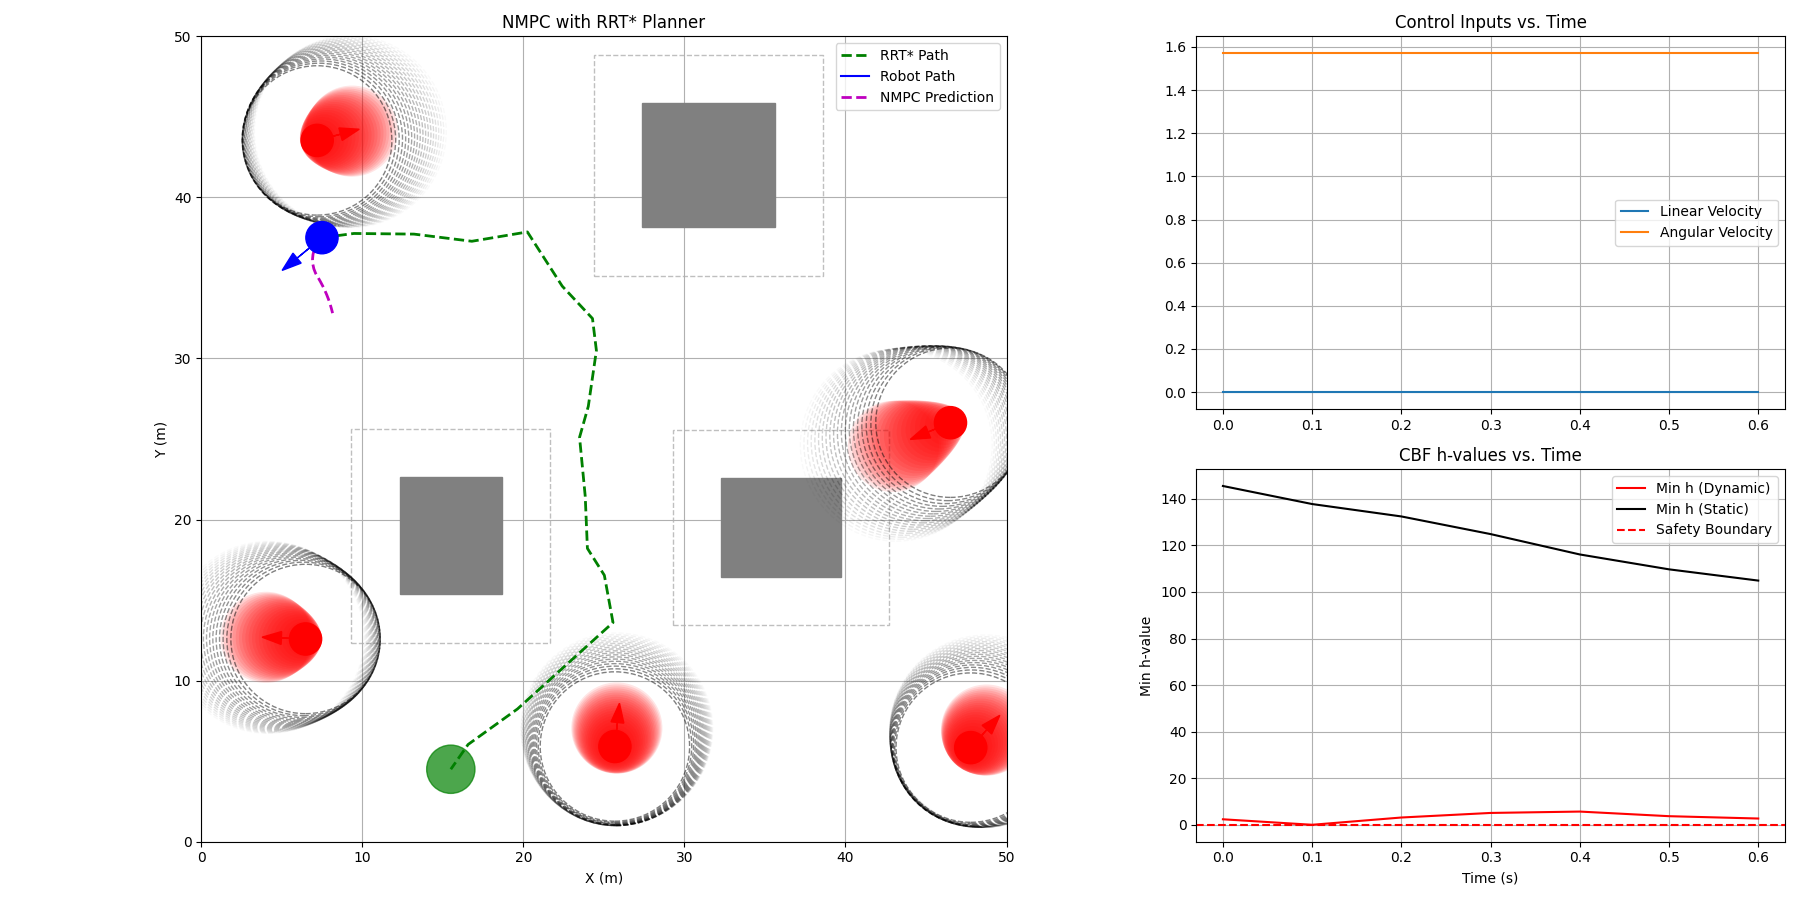 NMPC with RRT* Planner
RRT* Path
Robot Path
NMPC Prediction
50
40
30
20
10
0
Y (m)
0 10 20 30 40 50
X (m)
Control Inputs vs. Time
1.6
1.4
1.2
1.0
0.8
0.6
0.4
0.2
0.0
Linear Velocity
Angular Velocity
0.0 0.1 0.2 0.3 0.4 0.5 0.6
CBF h-values vs. Time
Min h (Dynamic)
Min h (Static)
Safety Boundary
140
120
100
80
60
40
20
0
Min h-value
0.0 0.1 0.2 0.3 0.4 0.5 0.6
Time (s)